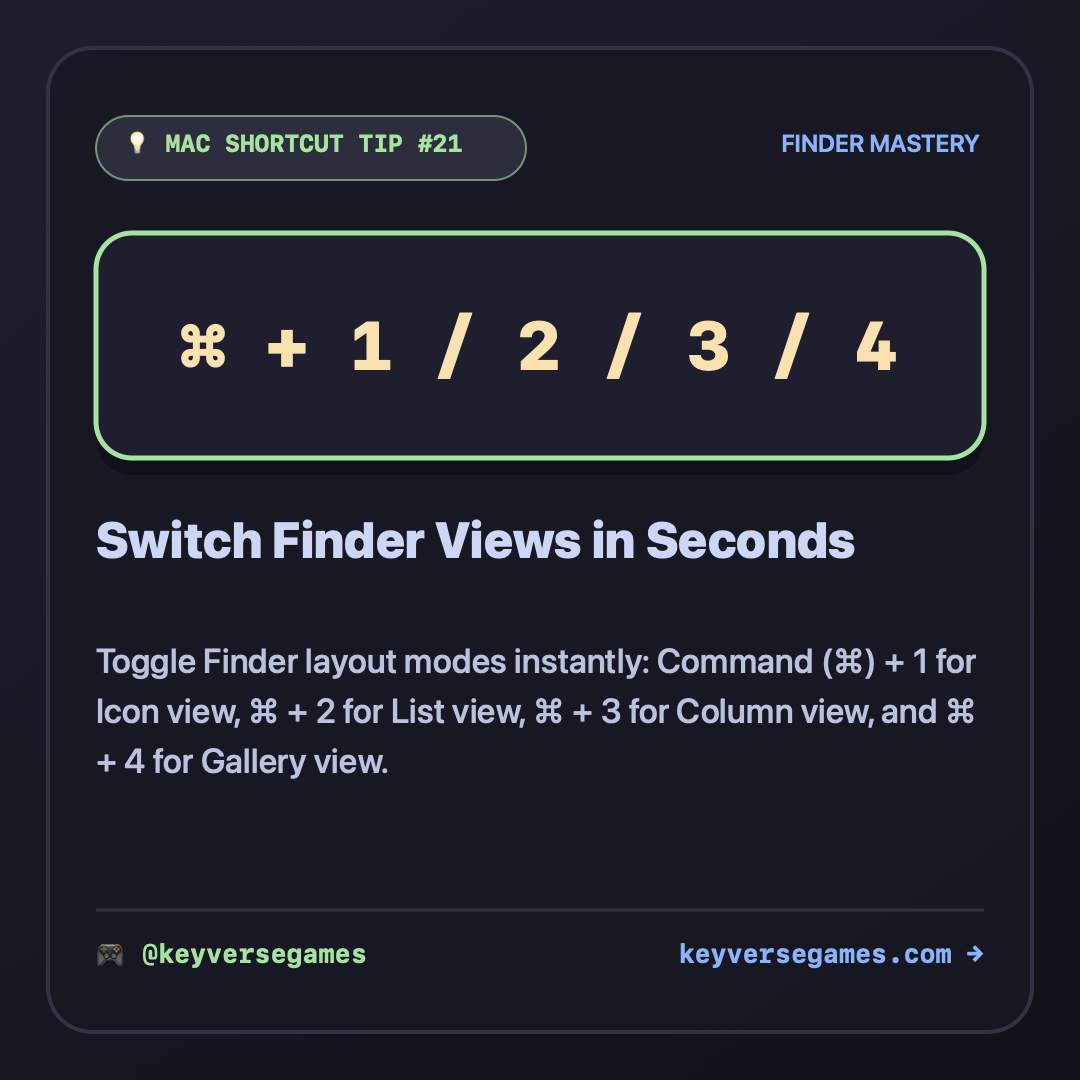 💡 MAC SHORTCUT TIP #21
FINDER MASTERY
⌘ + 1 / 2 / 3 / 4
Switch Finder Views in Seconds
Toggle Finder layout modes instantly: Command (⌘) + 1 for
Icon view, ⌘ + 2 for List view, ⌘ + 3 for Column view, and ⌘
+ 4 for Gallery view.
🎮 @keyversegames
keyversegames.com →